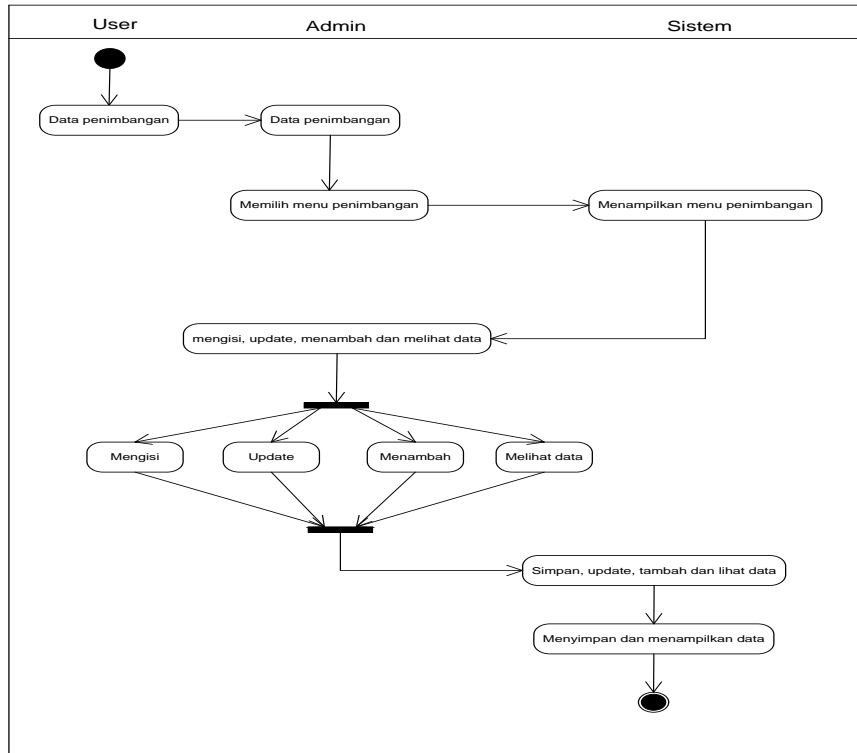 User
Admin
Sistem
Data penimbangan
Data penimbangan
Memilih menu penimbangan
Menampilkan menu penimbangan
mengisi, update, menambah dan melihat data
Mengisi
Update
Menambah
Melihat data
Simpan, update, tambah dan lihat data
Menyimpan dan menampilkan data